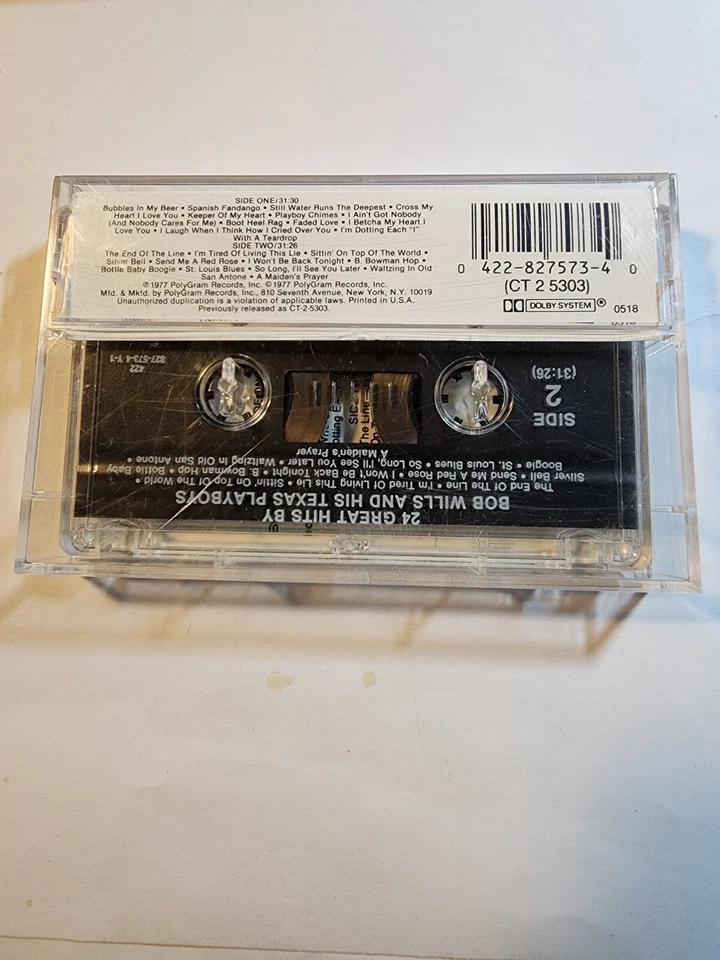 SIDE ONE/31:30
Bubbles In My Beer • Spanish Fandango • Still Water Runs The Deepest • Cross My
Heart I Love You • Keeper Of My Heart • Playboy Chimes • I Ain't Got Nobody
(And Nobody Cares For Me) • Boot Heel Rag • Faded Love • I Betcha My Heart I
Love You • I Laugh When I Think How I Cried Over You • I'm Dotting Each "I"
With A Teardrop
SIDE TWO/31:26
The End Of The Line • I'm Tired Of Living This Lie • Sittin' On Top Of The World •
Silver Bell • Send Me A Red Rose • I Won't Be Back Tonight • B. Bowman Hop •
Bottle Baby Boogie • St. Louis Blues • So Long, I'll See You Later • Waltzing In Old
San Antone • A Maiden's Prayer
℗ 1977 PolyGram Records, Inc. © 1977 PolyGram Records, Inc.
Mfd. & Mktd. by PolyGram Records, Inc., 810 Seventh Avenue, New York, N.Y. 10019
Unauthorized duplication is a violation of applicable laws. Printed in U.S.A.
Previously released as CT-2-5303.
0 422-827573-4 0
(CT 2 5303)
DOLBY SYSTEM ®
0518
24 GREAT HITS BY
BOB WILLS AND HIS TEXAS PLAYBOYS
The End Of The Line • I'm Tired Of Living This Lie • Sittin' On Top Of The World •
Silver Bell • Send Me A Red Rose • I Won't Be Back Tonight • B. Bowman Hop • Bottle Baby
Boogie • St. Louis Blues • So Long, I'll See You Later • Waltzing In Old San Antone •
A Maiden's Prayer
SIDE
2
(31:26)
422
827-573-4 Y-1